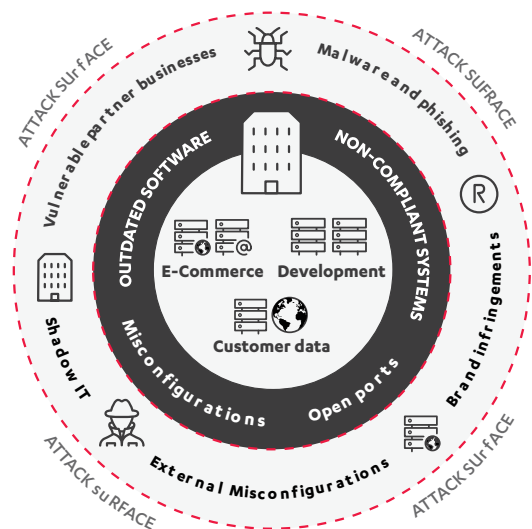 ATTACK SUrfACE
ATTACK SUFRACE
Vulnerable partner businesses
Malware and phishing
OUTDATED SOFTWARE
NON-COMPLIANT SYSTEMS
R
E-Commerce
Development
Customer data
Misconfigurations
Open ports
Shadow IT
External Misconfigurations
Brand infringements
ATTACK suRFACE
ATTACK SUrfACE